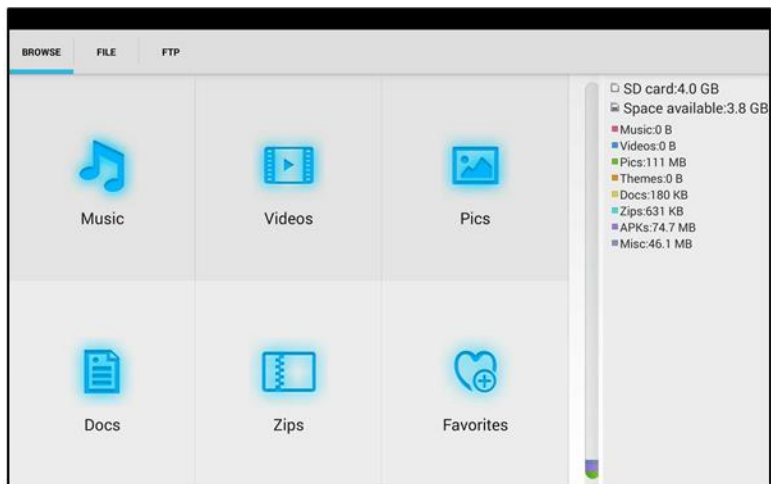 BROWSE FILE FTP
Music Videos Pics
Docs Zips Favorites
SD card:4.0 GB
Space available:3.8 GB
Music:0 B
Videos:0 B
Pics:111 MB
Themes:0 B
Docs:180 KB
Zips:631 KB
APKs:74.7 MB
Misc:46.1 MB